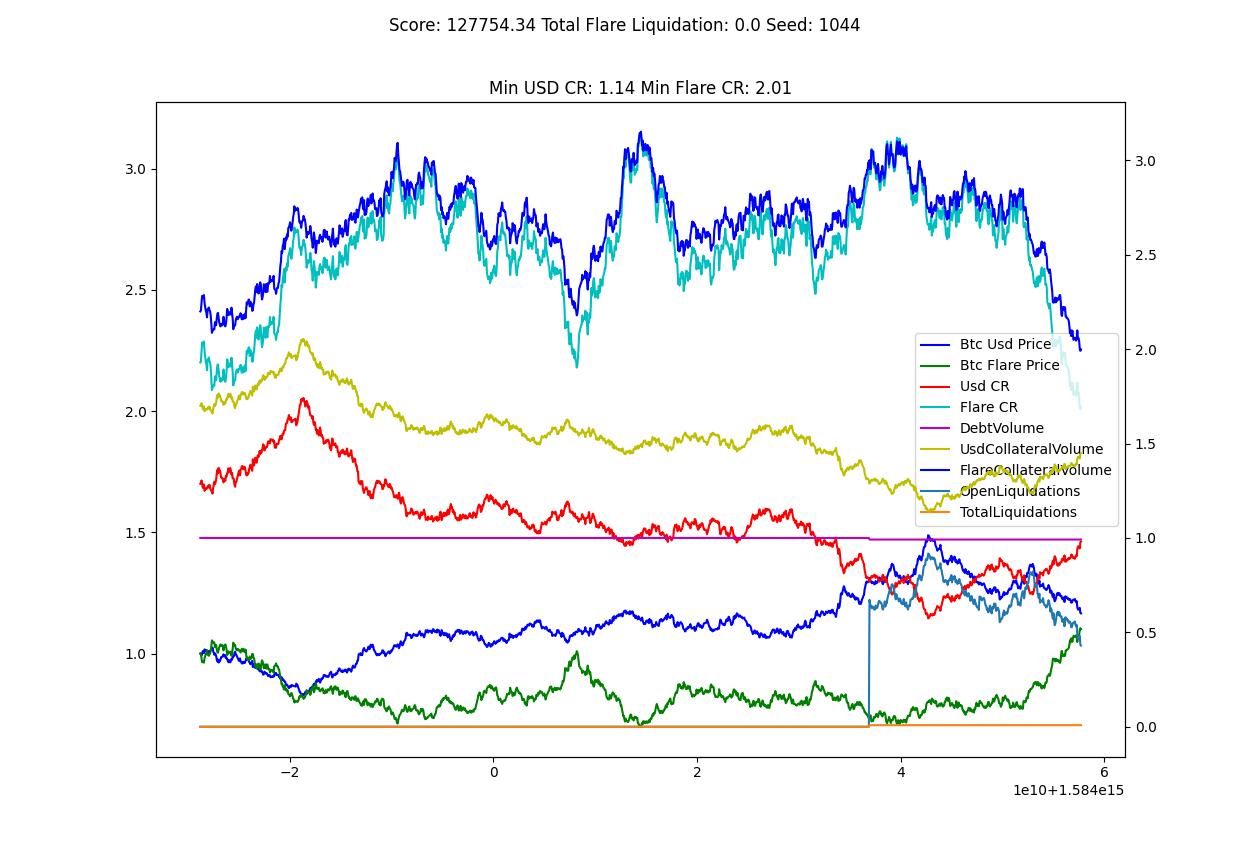 Score: 127754.34 Total Flare Liquidation: 0.0 Seed: 1044
Min USD CR: 1.14 Min Flare CR: 2.01
3.0
2.5
2.0
1.5
1.0
3.0
2.5
2.0
1.5
1.0
0.5
0.0
Btc Usd Price
Btc Flare Price
Usd CR
Flare CR
DebtVolume
UsdCollateralVolume
FlareCollateralVolume
OpenLiquidations
TotalLiquidations
−2 0 2 4 6
1e10+1.584e15